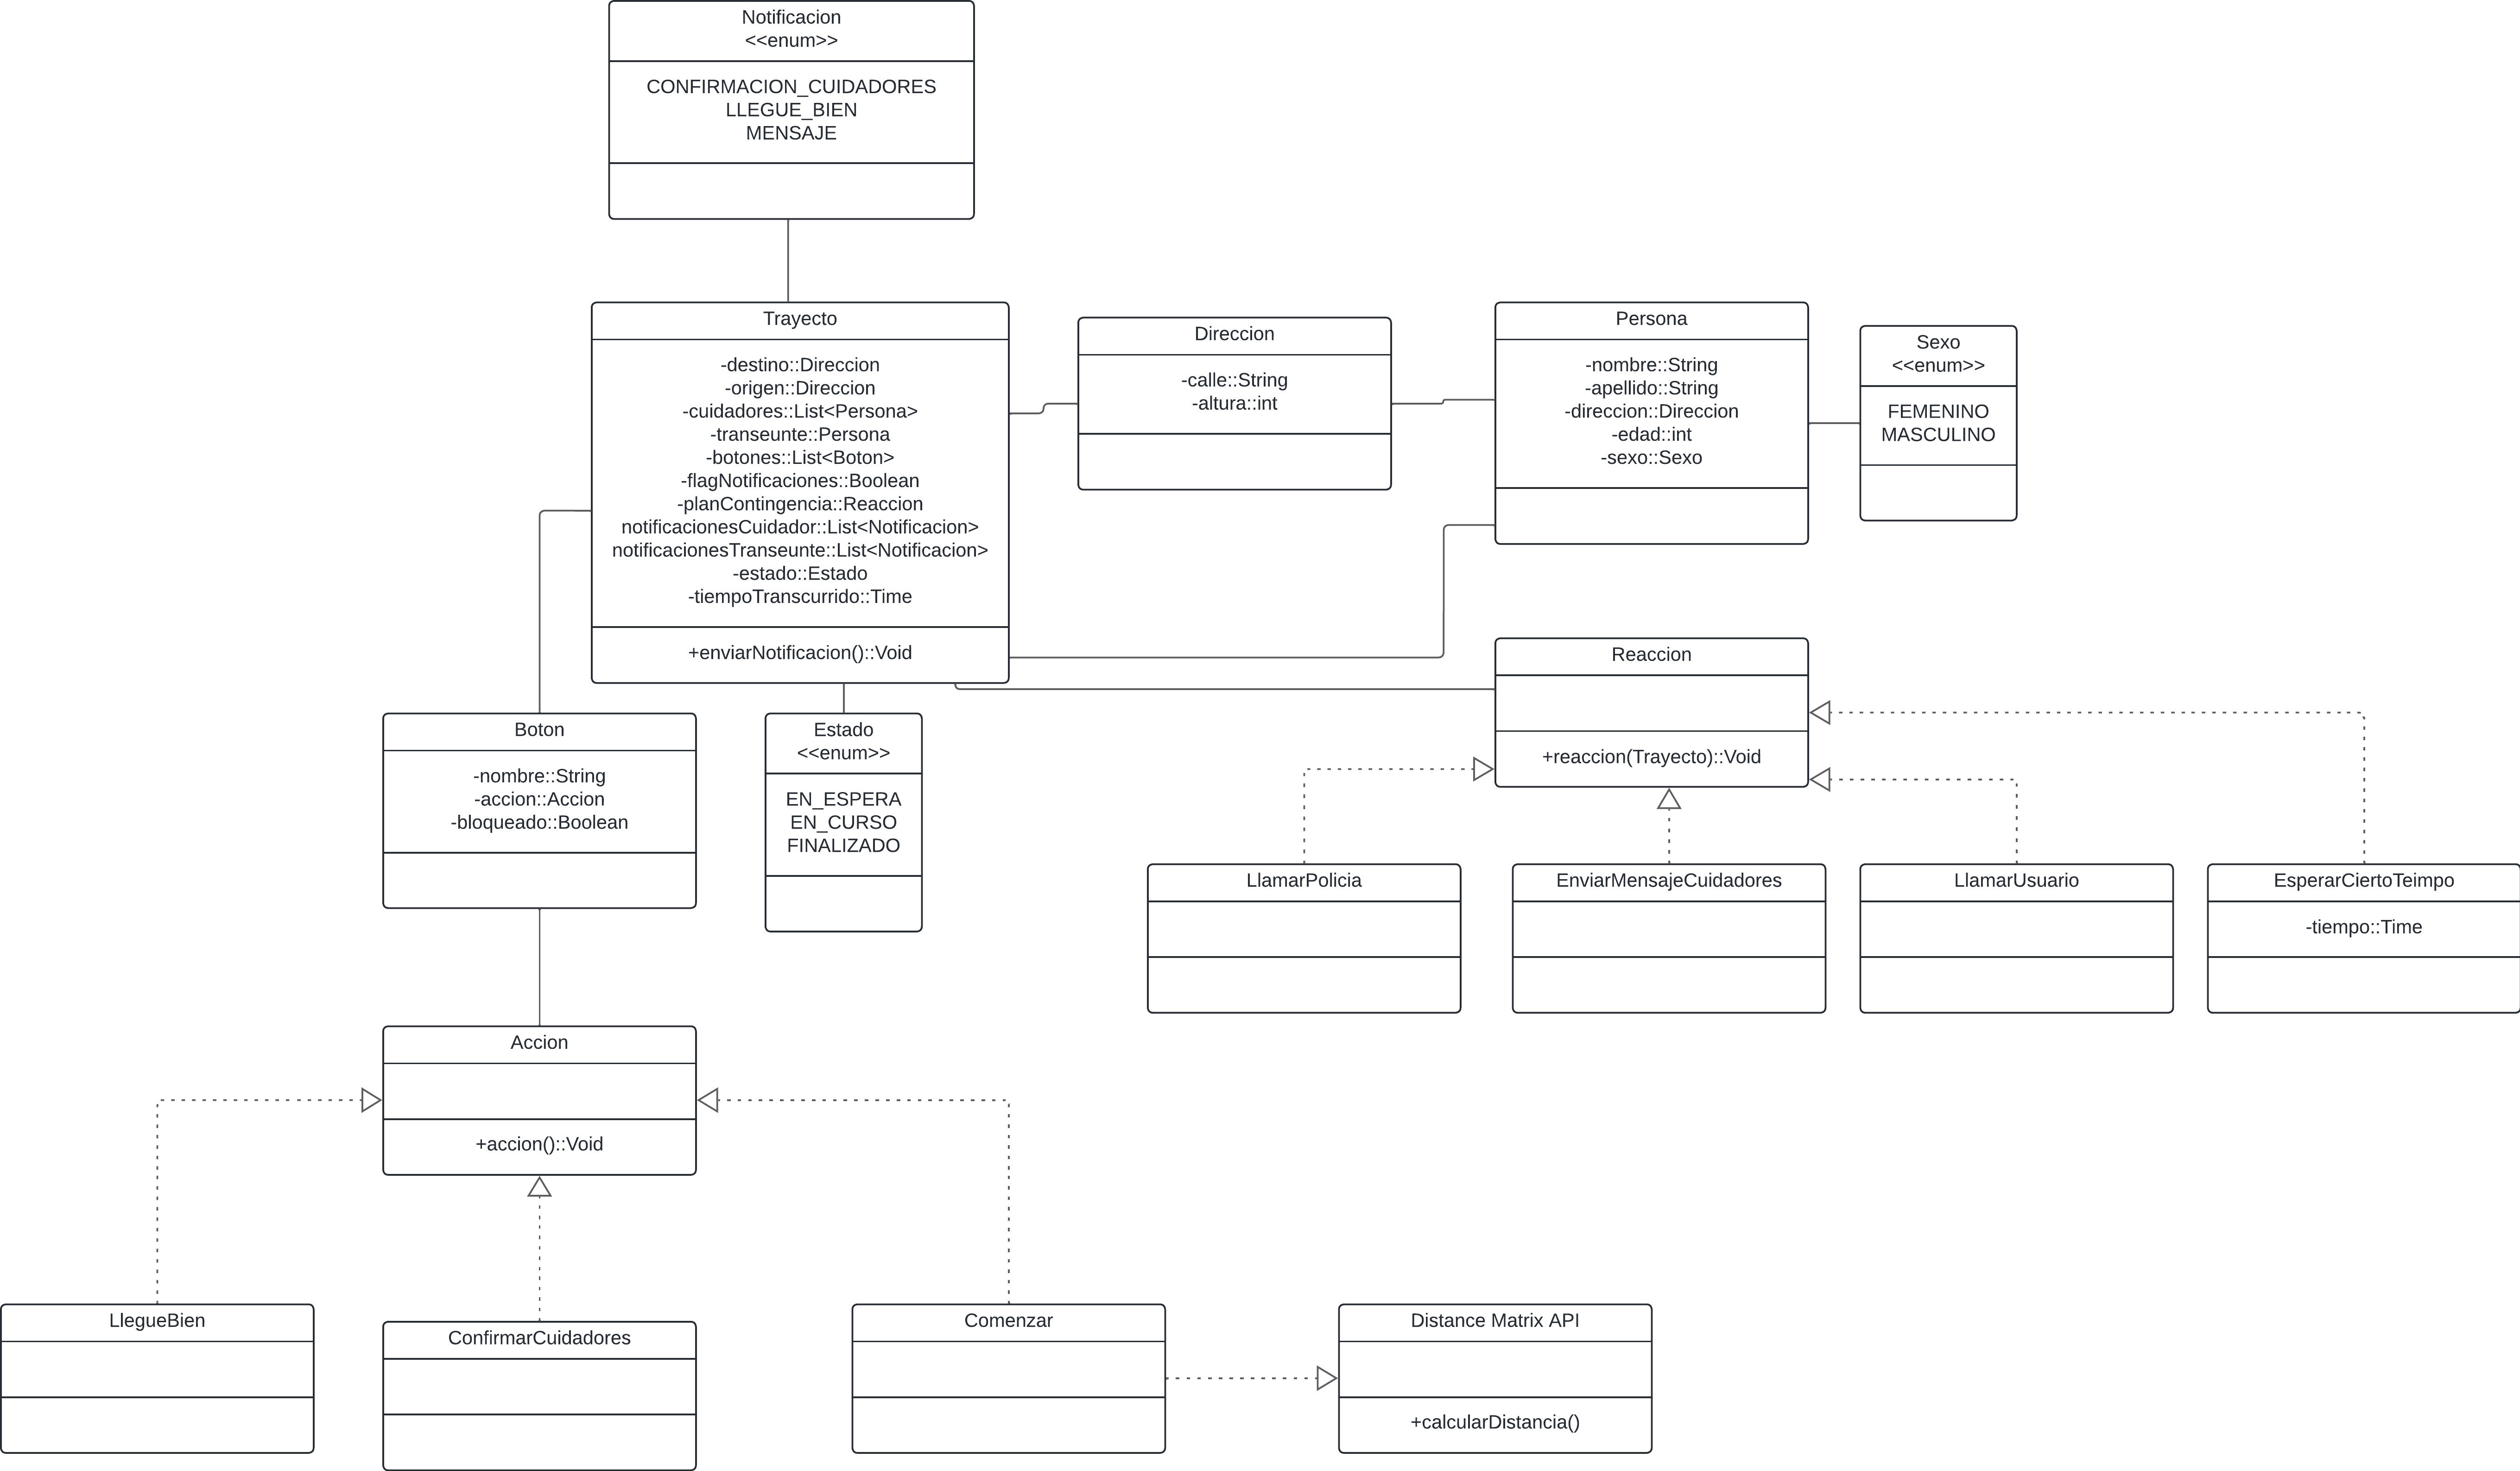 Notificacion
<<enum>>
CONFIRMACION_CUIDADORES
LLEGUE_BIEN
MENSAJE
Trayecto
-destino::Direccion
-origen::Direccion
-cuidadores::List<Persona>
-transeunte::Persona
-botones::List<Boton>
-flagNotificaciones::Boolean
-planContingencia::Reaccion
notificacionesCuidador::List<Notificacion>
notificacionesTranseunte::List<Notificacion>
-estado::Estado
-tiempoTranscurrido::Time
+enviarNotificacion()::Void
Direccion
-calle::String
-altura::int
Persona
-nombre::String
-apellido::String
-direccion::Direccion
-edad::int
-sexo::Sexo
Sexo
<<enum>>
FEMENINO
MASCULINO
Reaccion
+reaccion(Trayecto)::Void
Boton
-nombre::String
-accion::Accion
-bloqueado::Boolean
Estado
<<enum>>
EN_ESPERA
EN_CURSO
FINALIZADO
LlamarPolicia
EnviarMensajeCuidadores
LlamarUsuario
EsperarCiertoTeimpo
-tiempo::Time
Accion
+accion()::Void
LlegueBien
ConfirmarCuidadores
Comenzar
Distance Matrix API
+calcularDistancia()